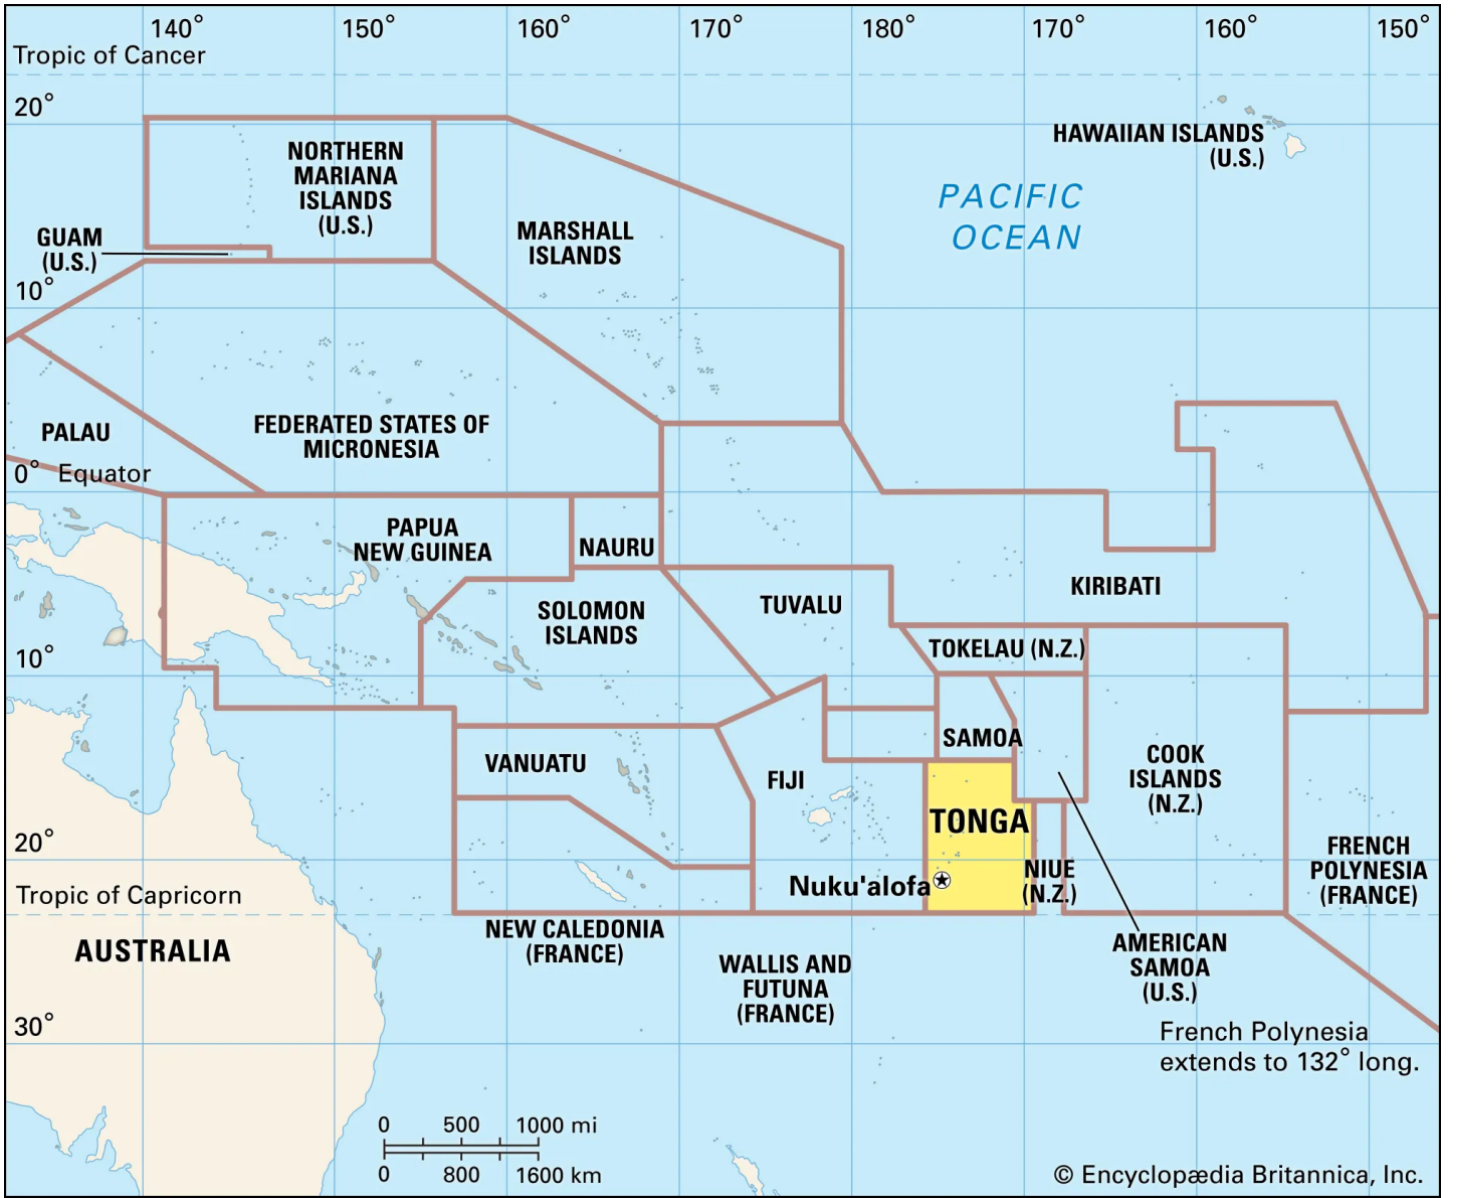 140° 150° 160° 170° 180° 170° 160° 150°
Tropic of Cancer
20°
HAWAIIAN ISLANDS
(U.S.)
NORTHERN
MARIANA
ISLANDS
(U.S.)
PACIFIC
OCEAN
GUAM
(U.S.)
MARSHALL
ISLANDS
10°
PALAU
FEDERATED STATES OF
MICRONESIA
0° Equator
PAPUA
NEW GUINEA
NAURU
KIRIBATI
SOLOMON
ISLANDS
TUVALU
TOKELAU (N.Z.)
10°
SAMOA
VANUATU
FIJI
COOK
ISLANDS
(N.Z.)
TONGA
20°
FRENCH
POLYNESIA
(FRANCE)
NIUE
(N.Z.)
Nuku'alofa
Tropic of Capricorn
NEW CALEDONIA
(FRANCE)
AUSTRALIA
AMERICAN
SAMOA
(U.S.)
WALLIS AND
FUTUNA
(FRANCE)
30°
French Polynesia
extends to 132° long.
0 500 1000 mi
0 800 1600 km
© Encyclopædia Britannica, Inc.